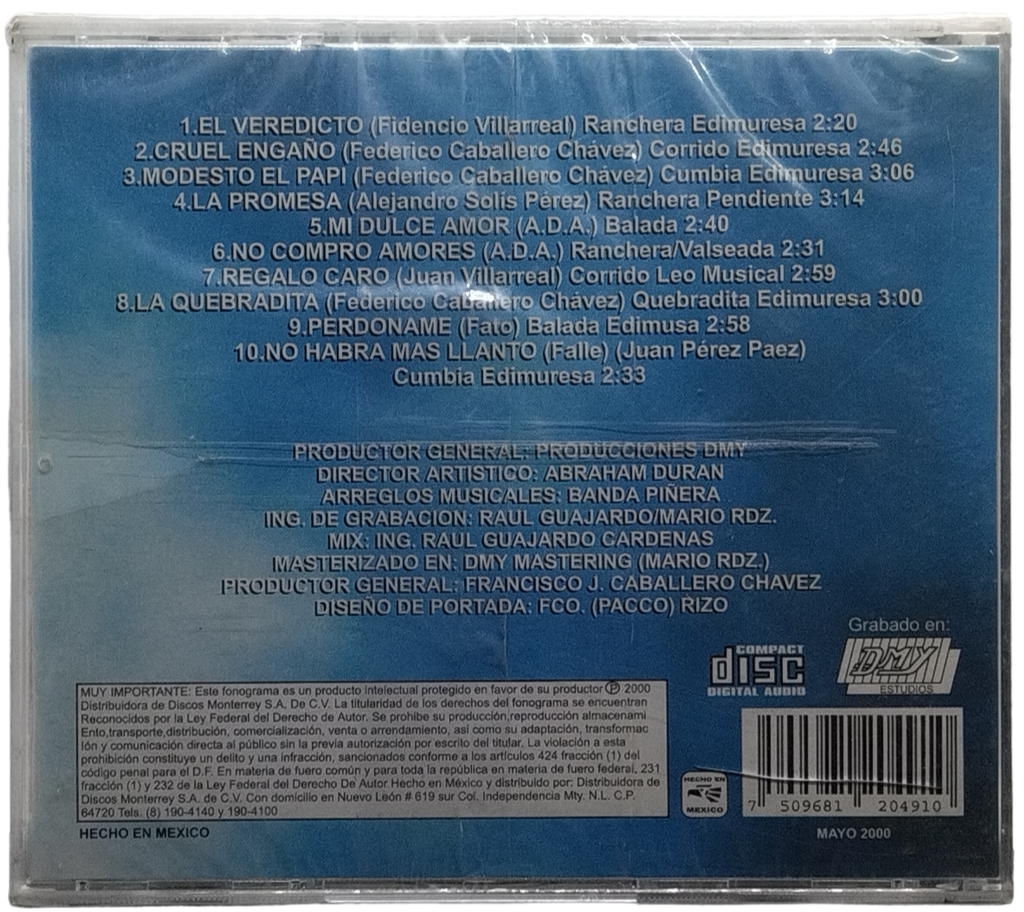 1.EL VEREDICTO (Fidencio Villarreal) Ranchera Edimuresa 2:20
2.CRUEL ENGAÑO (Federico Caballero Chávez) Corrido Edimuresa 2:46
3.MODESTO EL PAPI (Federico Caballero Chávez) Cumbia Edimuresa 3:06
4.LA PROMESA (Alejandro Solís Pérez) Ranchera Pendiente 3:14
5.MI DULCE AMOR (A.D.A.) Balada 2:40
6.NO COMPRO AMORES (A.D.A.) Ranchera/Valseada 2:31
7.REGALO CARO (Juan Villarreal) Corrido Leo Musical 2:59
8.LA QUEBRADITA (Federico Caballero Chávez) Quebradita Edimuresa 3:00
9.PERDONAME (Fato) Balada Edimusa 2:58
10.NO HABRA MAS LLANTO (Falle) (Juan Pérez Paez)
Cumbia Edimuresa 2:33
PRODUCTOR GENERAL: PRODUCCIONES DMY
DIRECTOR ARTISTICO: ABRAHAM DURAN
ARREGLOS MUSICALES: BANDA PIÑERA
ING. DE GRABACION: RAUL GUAJARDO/MARIO RDZ.
MIX: ING. RAUL GUAJARDO CARDENAS
MASTERIZADO EN: DMY MASTERING (MARIO RDZ.)
PRODUCTOR GENERAL: FRANCISCO J. CABALLERO CHAVEZ
DISEÑO DE PORTADA: FCO. (PACCO) RIZO
Grabado en:
COMPACT
disc
DIGITAL AUDIO
DMY
ESTUDIOS
MUY IMPORTANTE: Este fonograma es un producto intelectual protegido en favor de su productor ℗ 2000
Distribuidora de Discos Monterrey S.A. De C.V. La titularidad de los derechos del fonograma se encuentran
Reconocidos por la Ley Federal del Derecho de Autor. Se prohibe su producción,reproducción almacenami
Ento,transporte,distribución, comercialización, venta o arrendamiento, así como su adaptación, transformac
ión y comunicación directa al público sin la previa autorización por escrito del titular. La violación a esta
prohibición constituye un delito y una infracción, sancionados conforme a los artículos 424 fracción (1) del
código penal para el D.F. En materia de fuero común y para toda la república en materia de fuero federal, 231
fracción (1) y 232 de la Ley Federal del Derecho De Autor.Hecho en México y distribuido por: Distribuidora de
Discos Monterrey S.A. de C.V. Con domicilio en Nuevo León # 619 sur Col. Independencia Mty. N.L. C.P.
64720 Tels. (8) 190-4140 y 190-4100
HECHO EN MEXICO
HECHO EN
MEXICO
7 509681 204910
MAYO 2000